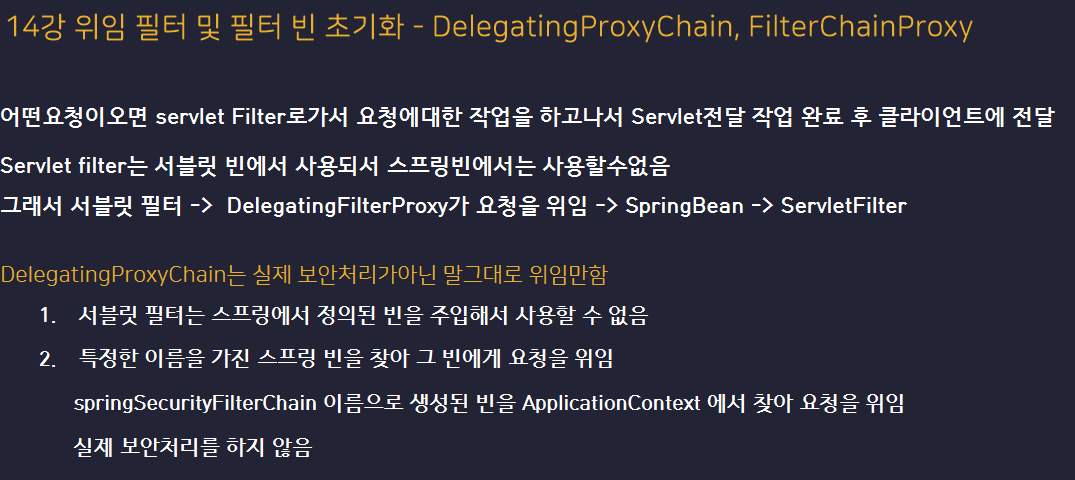 14강 위임 필터 및 필터 빈 초기화 - DelegatingProxyChain, FilterChainProxy
어떤요청이오면 servlet Filter로가서 요청에대한 작업을 하고나서 Servlet전달 작업 완료 후 클라이언트에 전달
Servlet filter는 서블릿 빈에서 사용되서 스프링빈에서는 사용할수없음
그래서 서블릿 필터 -> DelegatingFilterProxy가 요청을 위임 -> SpringBean -> ServletFilter
DelegatingProxyChain는 실제 보안처리가아닌 말그대로 위임만함
1. 서블릿 필터는 스프링에서 정의된 빈을 주입해서 사용할 수 없음
2. 특정한 이름을 가진 스프링 빈을 찾아 그 빈에게 요청을 위임
springSecurityFilterChain 이름으로 생성된 빈을 ApplicationContext 에서 찾아 요청을 위임
실제 보안처리를 하지 않음